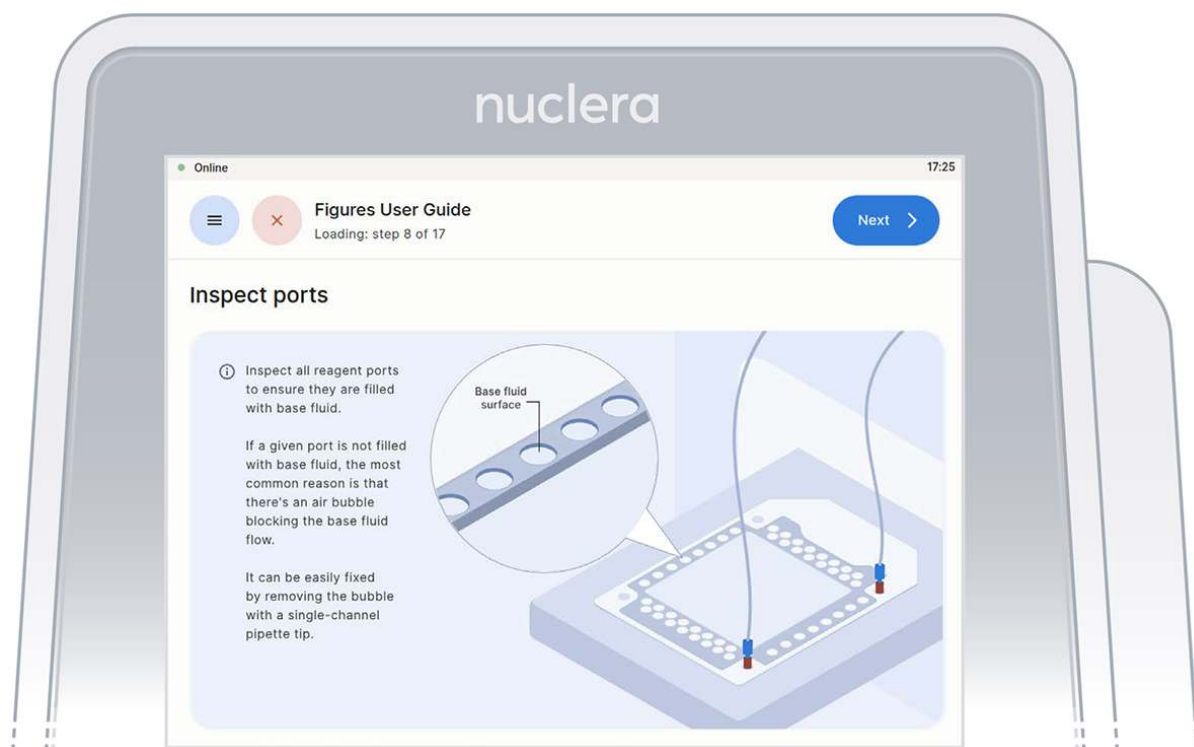 nuclera
Online
17:25
Figures User Guide
Loading: step 8 of 17
Next
Inspect ports
Inspect all reagent ports
to ensure they are filled
with base fluid.
If a given port is not filled
with base fluid, the most
common reason is that
there's an air bubble
blocking the base fluid
flow.
It can be easily fixed
by removing the bubble
with a single-channel
pipette tip.
Base fluid
surface